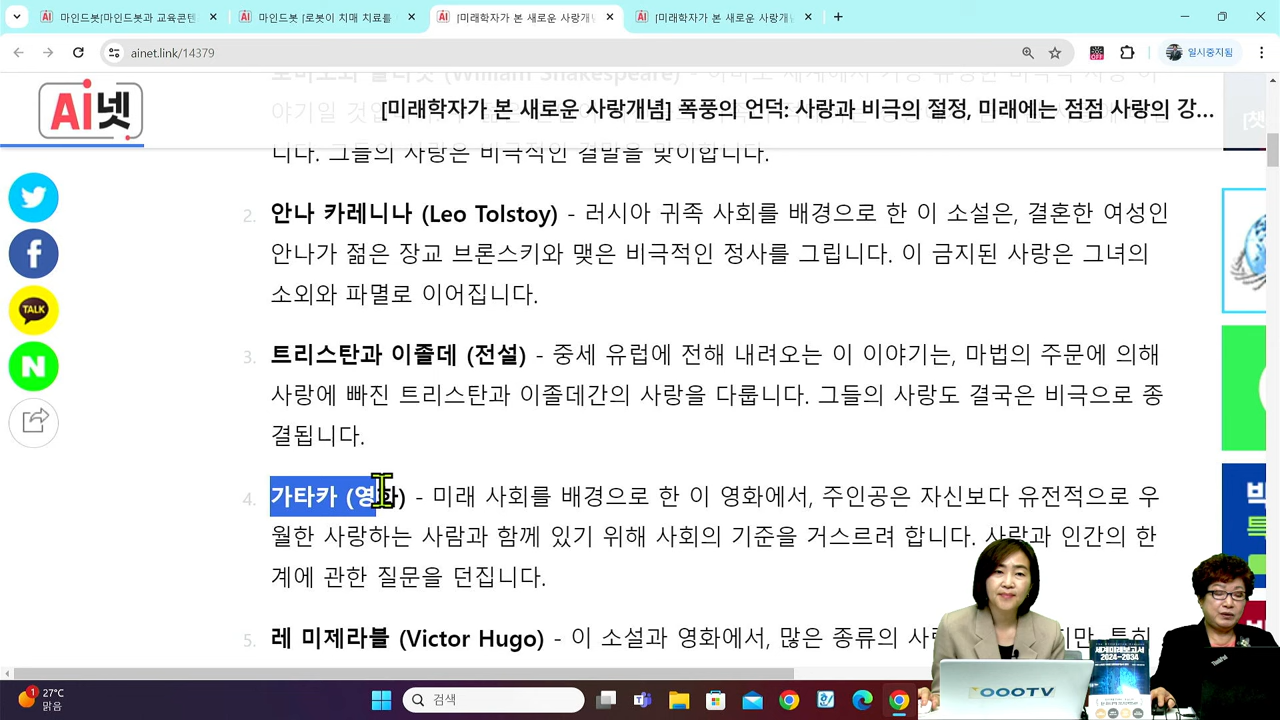 마인드봇[마인드봇과 교육콘텐
마인드봇 [로봇이 치매 치료를
[미래학자가 본 새로운 사랑개념
[미래학자가 본 새로운 사랑개념
ainet.link/14379
OFF
일시중지됨
Ai넷
[미래학자가 본 새로운 사랑개념] 폭풍의 언덕: 사랑과 비극의 절정, 미래에는 점점 사랑의 강...
[챗
니다. 그들의 사랑은 비극적인 결말을 맞이합니다.
2. 안나 카레니나 (Leo Tolstoy) - 러시아 귀족 사회를 배경으로 한 이 소설은, 결혼한 여성인
안나가 젊은 장교 브론스키와 맺은 비극적인 정사를 그립니다. 이 금지된 사랑은 그녀의
소외와 파멸로 이어집니다.
3. 트리스탄과 이졸데 (전설) - 중세 유럽에 전해 내려오는 이 이야기는, 마법의 주문에 의해
사랑에 빠진 트리스탄과 이졸데간의 사랑을 다룹니다. 그들의 사랑도 결국은 비극으로 종
결됩니다.
4. 가타카 (영화) - 미래 사회를 배경으로 한 이 영화에서, 주인공은 자신보다 유전적으로 우
월한 사랑하는 사람과 함께 있기 위해 사회의 기준을 거스르려 합니다. 사랑과 인간의 한
계에 관한 질문을 던집니다.
5. 레 미제라블 (Victor Hugo) - 이 소설과 영화에서, 많은 종류의
TALK
N
세계미래보고서
2024-2034
OOOTV
ThinkPad
1
27°C
맑음
검색